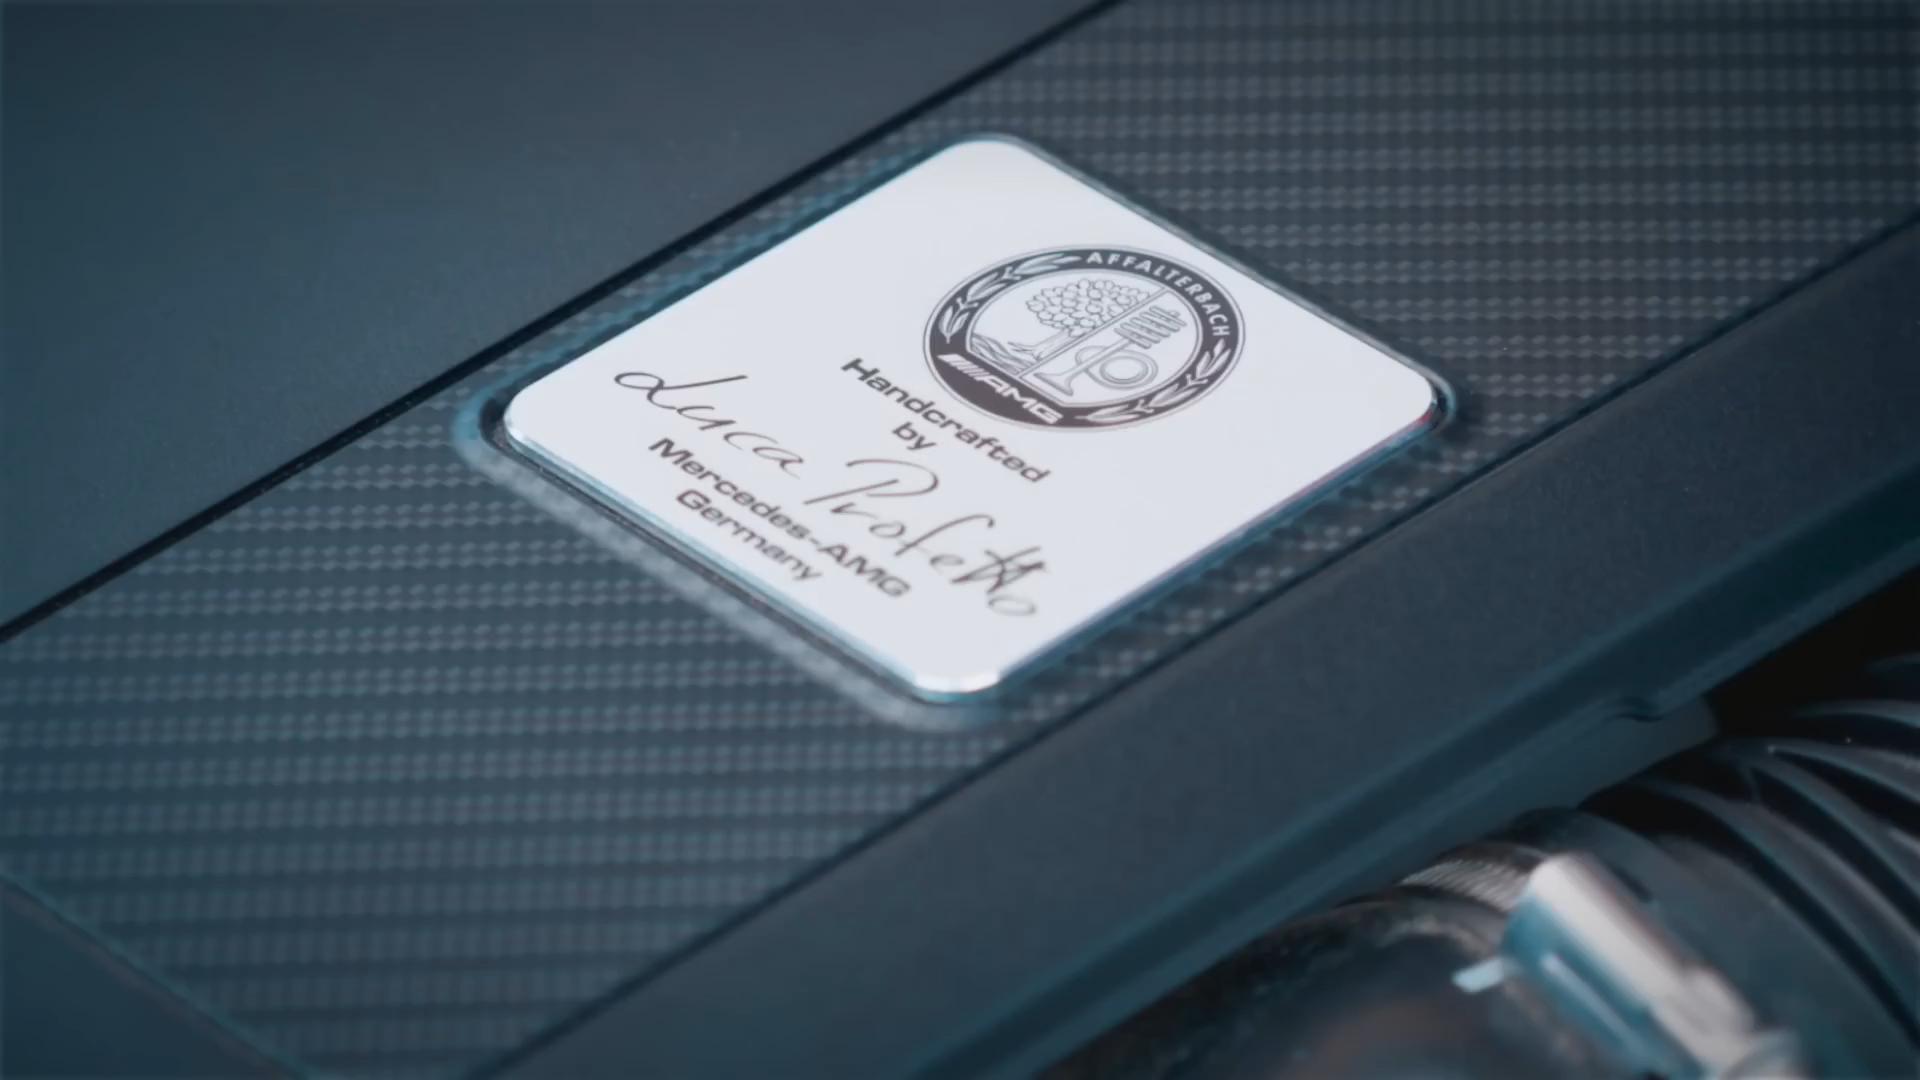 AFFALTERBACH
AMG
Handcrafted
by
Luca Profetto
Mercedes-AMG
Germany